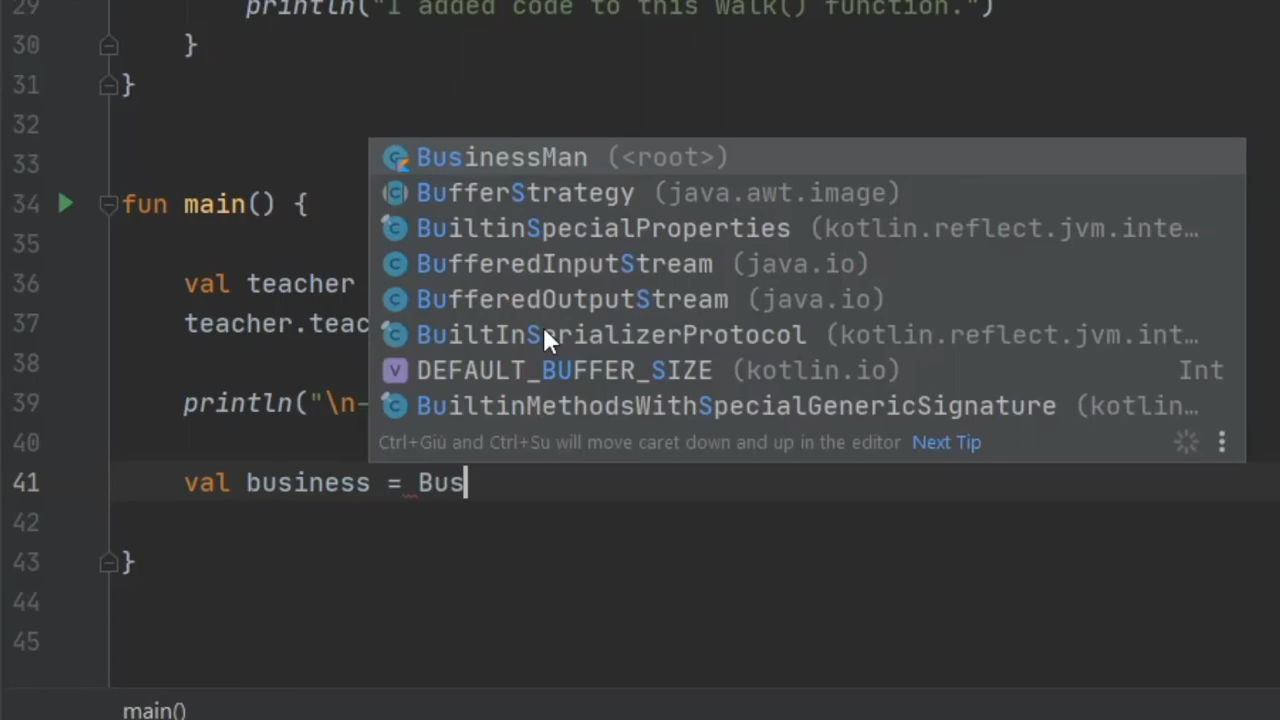 29 println("I added code to this walk() function.")
30 }
31 }
32
33
34 fun main() {
35
36 val teacher
37 teacher.teac
38
39 println("\n-
40
41 val business = Bus
42
43 }
44
45
BusinessMan (<root>)
BufferStrategy (java.awt.image)
BuiltinSpecialProperties (kotlin.reflect.jvm.inte…
BufferedInputStream (java.io)
BufferedOutputStream (java.io)
BuiltInSerializerProtocol (kotlin.reflect.jvm.int…
DEFAULT_BUFFER_SIZE (kotlin.io) Int
BuiltinMethodsWithSpecialGenericSignature (kotlin…
Ctrl+Giù and Ctrl+Su will move caret down and up in the editor Next Tip
main()